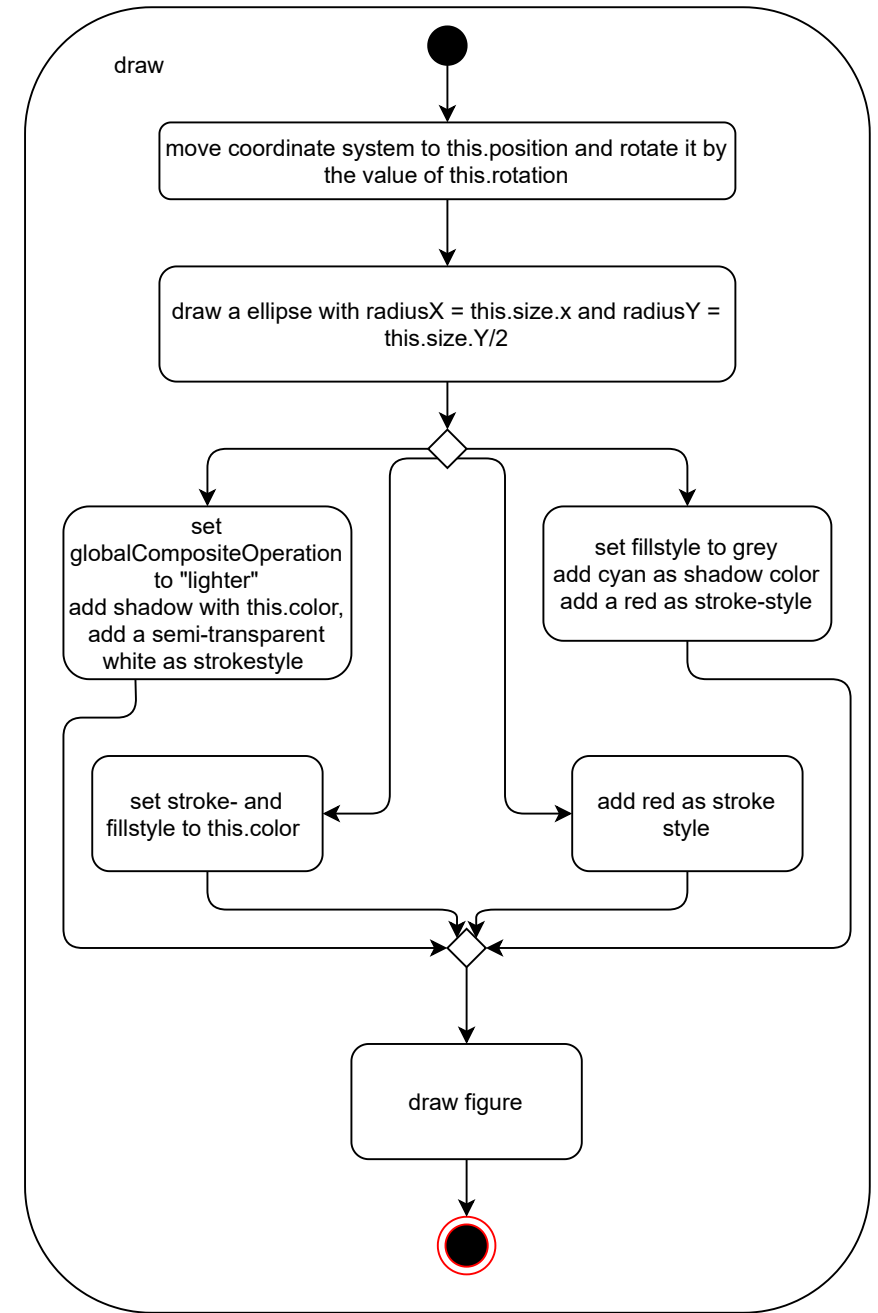 draw
move coordinate system to this.position and rotate it by
the value of this.rotation
draw a ellipse with radiusX = this.size.x and radiusY =
this.size.Y/2
set
globalCompositeOperation
to "lighter"
add shadow with this.color,
add a semi-transparent
white as strokestyle
set fillstyle to grey
add cyan as shadow color
add a red as stroke-style
set stroke- and
fillstyle to this.color
add red as stroke
style
draw figure